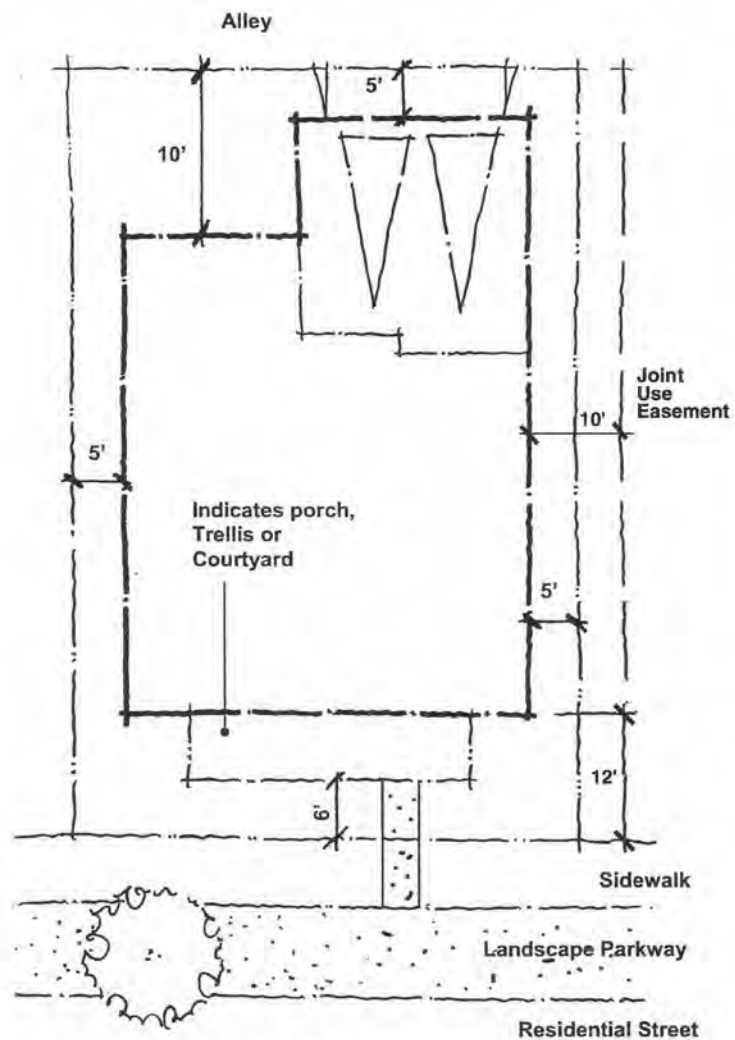 Alley
5'
10'
Joint
Use
Easement
10'
5'
Indicates porch,
Trellis or
Courtyard
5'
12'
6'
Sidewalk
Landscape Parkway
Residential Street